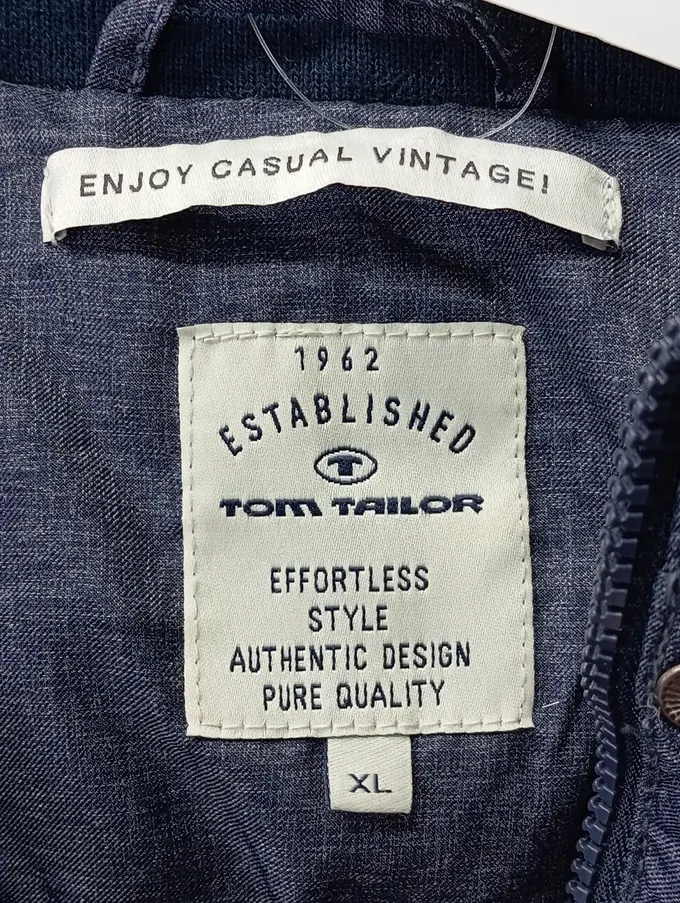 ENJOY CASUAL VINTAGE!
1962
ESTABLISHED
T
TOM TAILOR
EFFORTLESS
STYLE
AUTHENTIC DESIGN
PURE QUALITY
XL